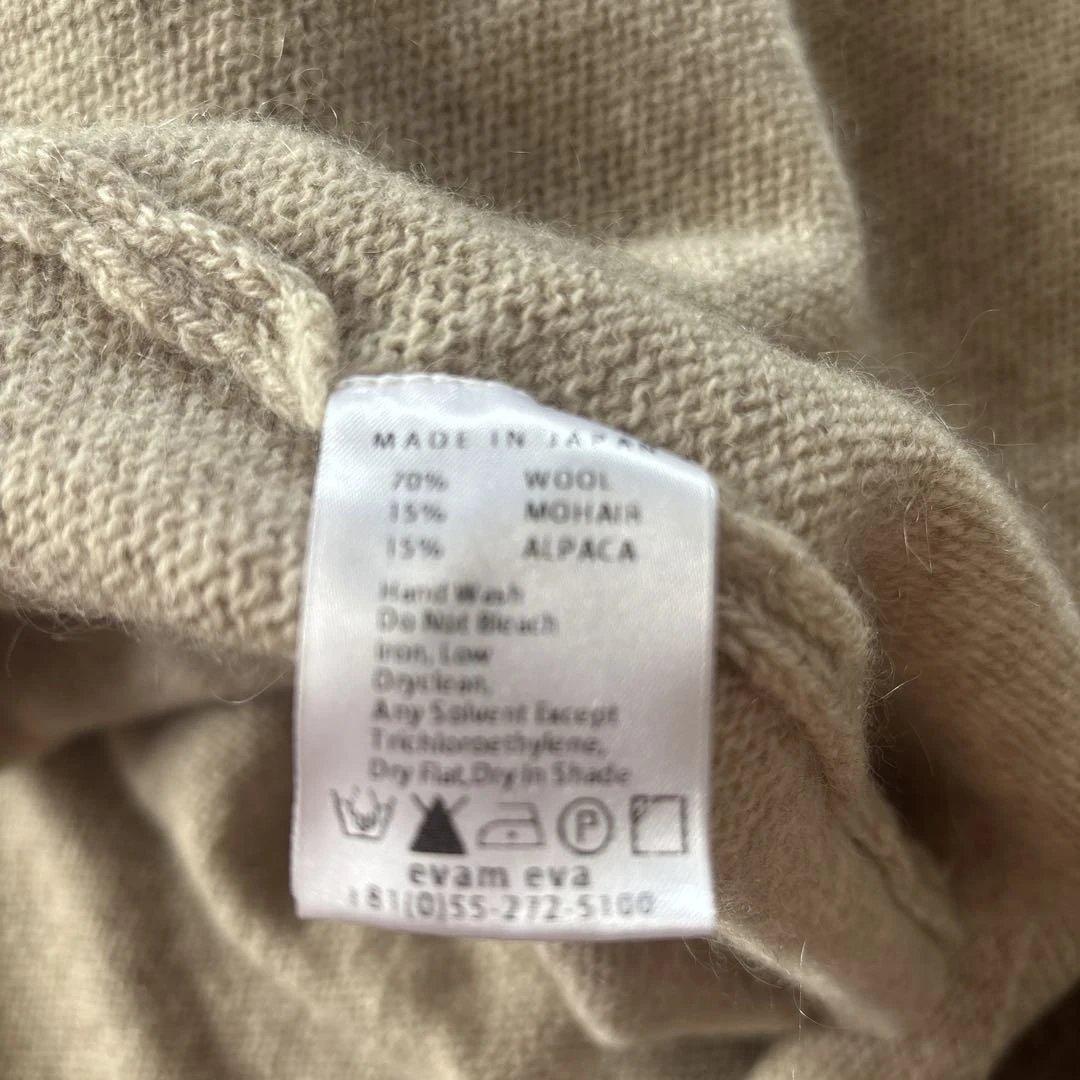 MADE IN JAPAN
70% WOOL
15% MOHAIR
15% ALPACA
Hand Wash
Do Not Bleach
Iron, Low
Dryclean,
Any Solvent Except
Trichloroethylene,
Dry Flat,Dry in Shade
P
evam eva
+81(0)55-272-5100